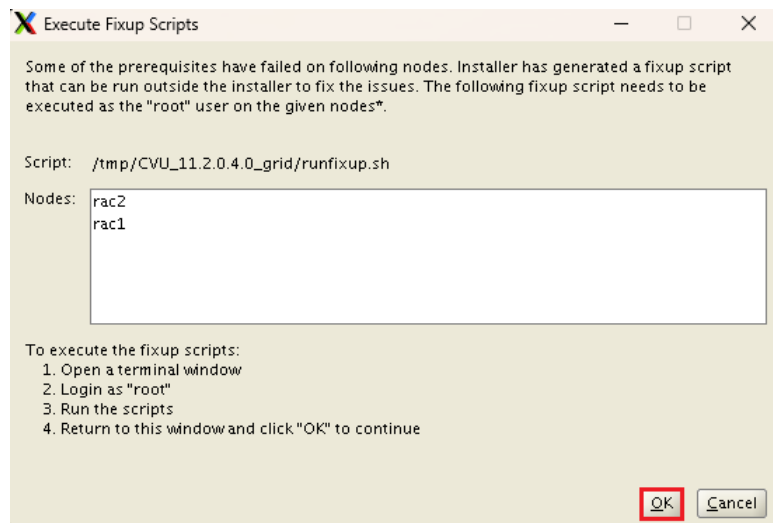 Execute Fixup Scripts
Some of the prerequisites have failed on following nodes. Installer has generated a fixup script
that can be run outside the installer to fix the issues. The following fixup script needs to be
executed as the "root" user on the given nodes*.
Script: /tmp/CVU_11.2.0.4.0_grid/runfixup.sh
Nodes: rac2
rac1
To execute the fixup scripts:
1. Open a terminal window
2. Login as "root"
3. Run the scripts
4. Return to this window and click "OK" to continue
OK Cancel